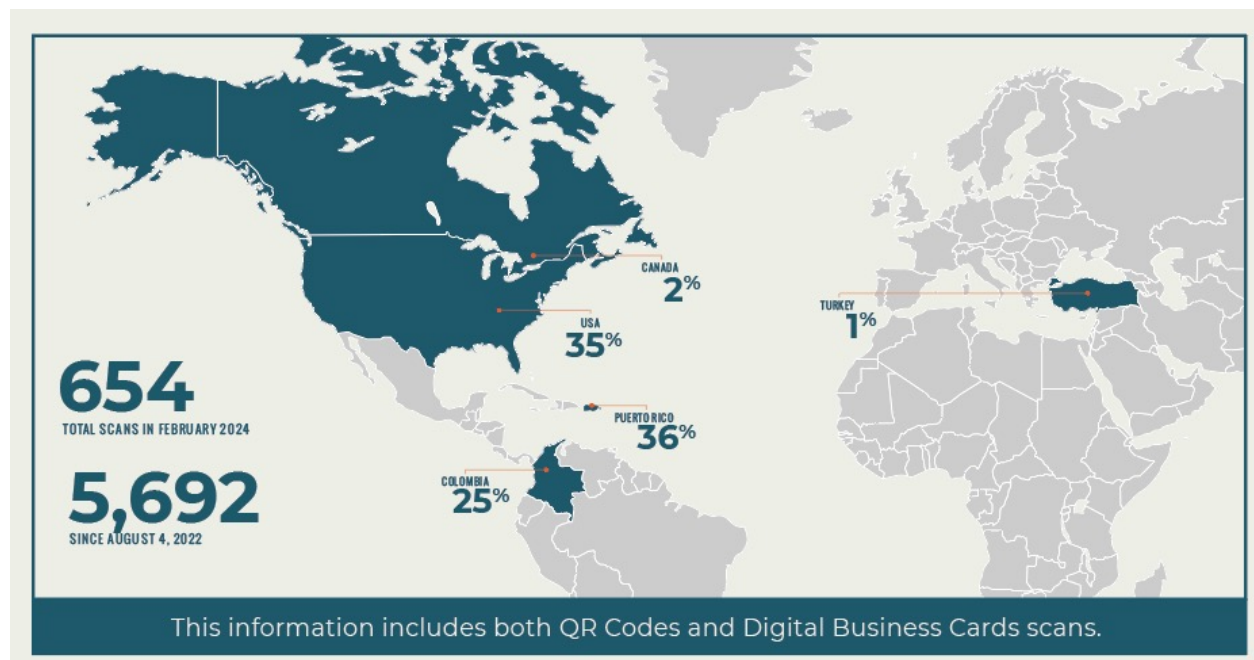 CANADA
2%
USA
35%
TURKEY
1%
654
TOTAL SCANS IN FEBRUARY 2024
PUERTO RICO
36%
COLOMBIA
25%
5,692
SINCE AUGUST 4, 2022
This information includes both QR Codes and Digital Business Cards scans.